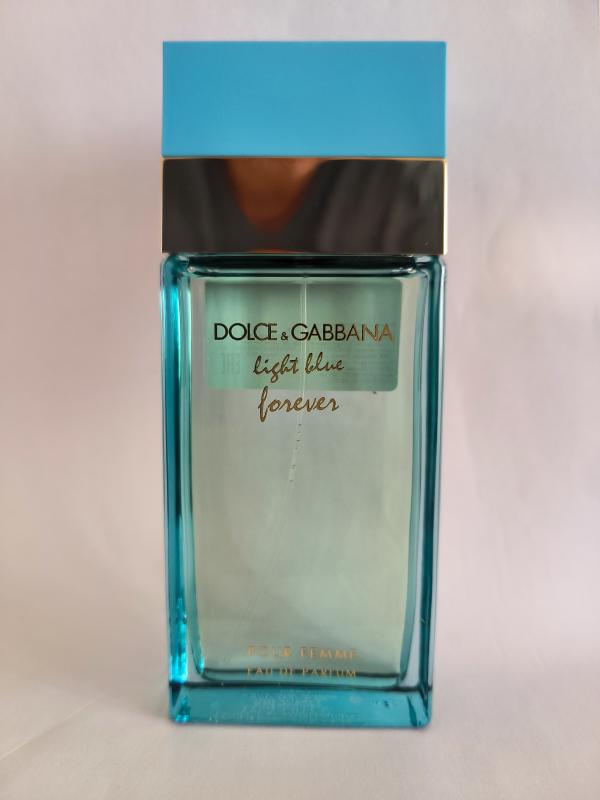 DOLCE & GABBANA
light blue
forever
POUR FEMME
EAU DE PARFUM